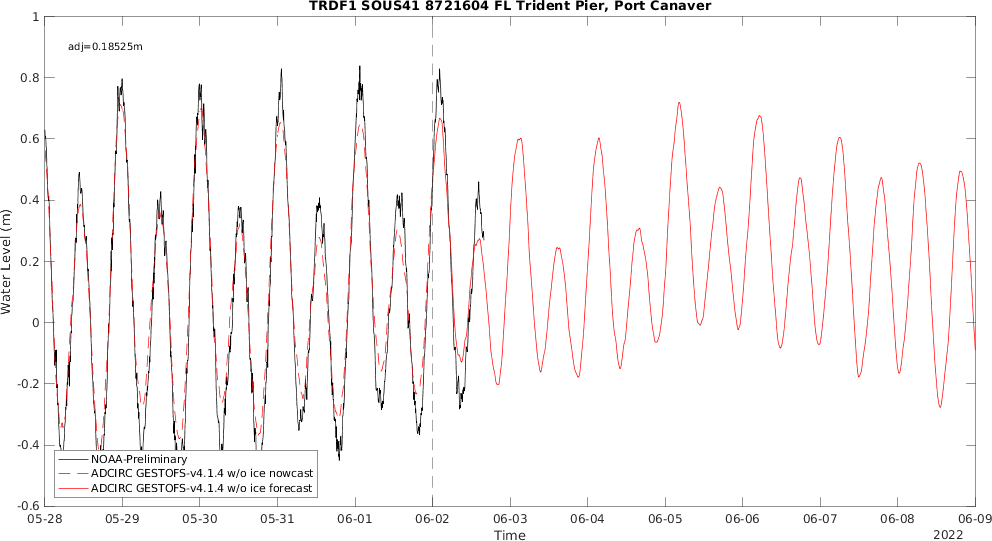 TRDF1 SOUS41 8721604 FL Trident Pier, Port Canaver
adj=0.18525m
1
0.8
0.6
0.4
0.2
0
-0.2
-0.4
-0.6
Water Level (m)
NOAA-Preliminary
ADCIRC GESTOFS-v4.1.4 w/o ice nowcast
ADCIRC GESTOFS-v4.1.4 w/o ice forecast
05-28 05-29 05-30 05-31 06-01 06-02 06-03 06-04 06-05 06-06 06-07 06-08 06-09
Time
2022